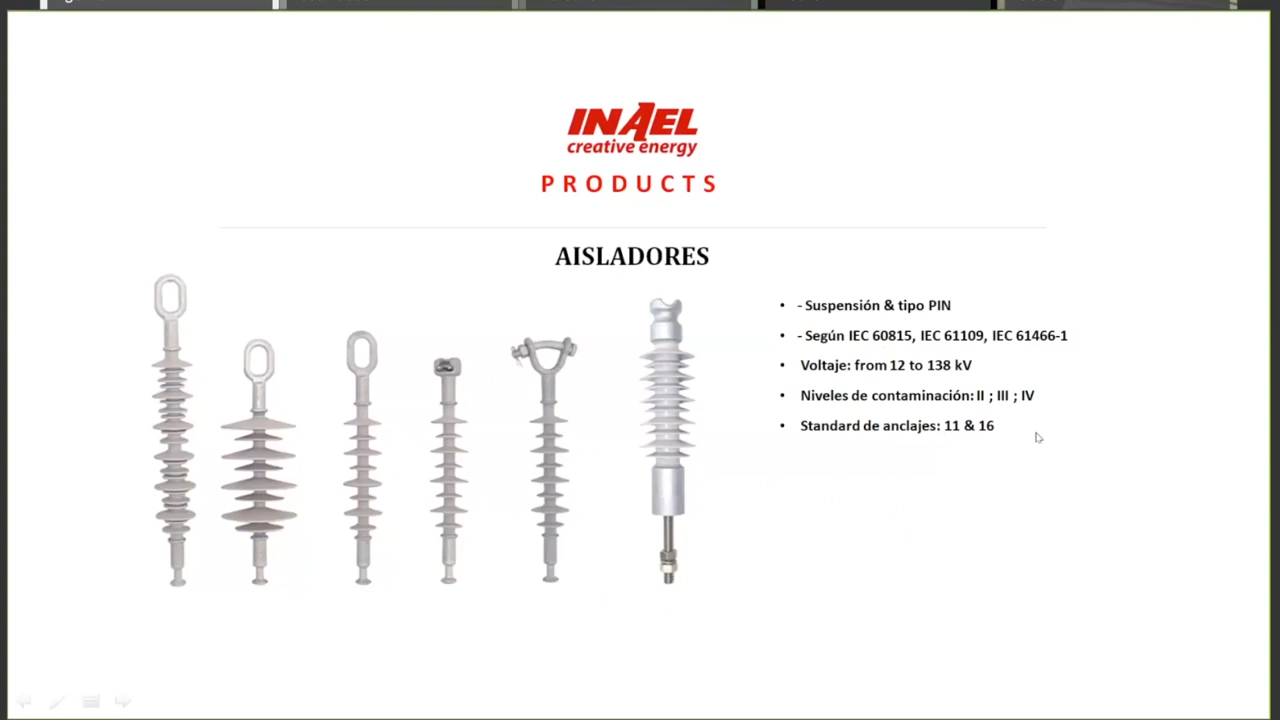 INAEL
creative energy
PRODUCTS
AISLADORES
• - Suspensión & tipo PIN
• - Según IEC 60815, IEC 61109, IEC 61466-1
• Voltaje: from 12 to 138 kV
• Niveles de contaminación: II ; III ; IV
• Standard de anclajes: 11 & 16